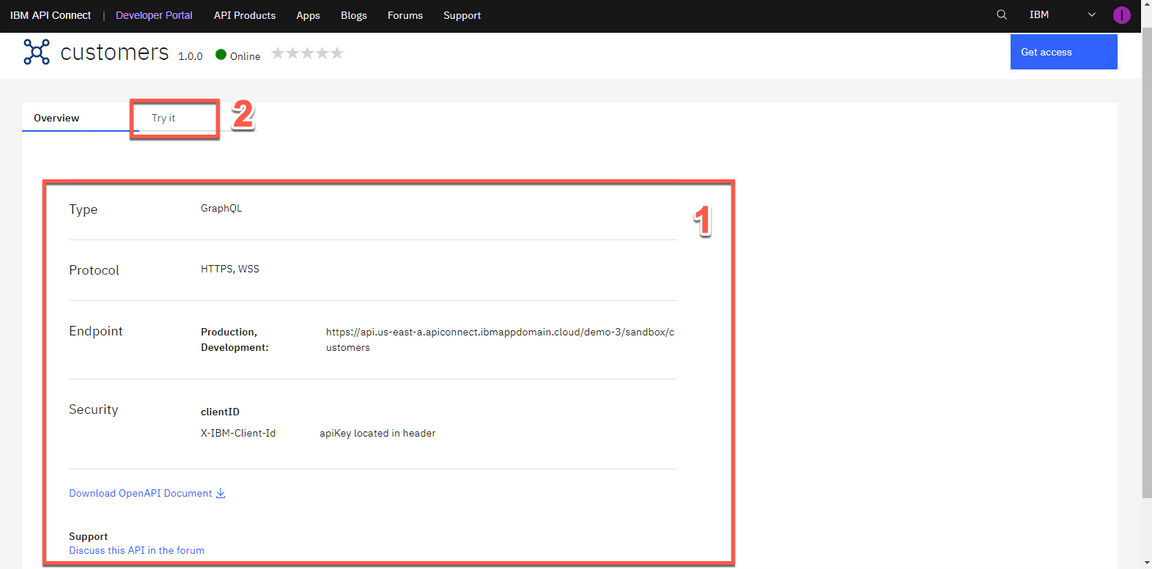 IBM API Connect | Developer Portal API Products Apps Blogs Forums Support IBM I
customers 1.0.0 Online Get access
Overview Try it 2
1
Type GraphQL
Protocol HTTPS, WSS
Endpoint Production, https://api.us-east-a.apiconnect.ibmappdomain.cloud/demo-3/sandbox/c
Development: ustomers
Security clientID
X-IBM-Client-Id apiKey located in header
Download OpenAPI Document
Support
Discuss this API in the forum